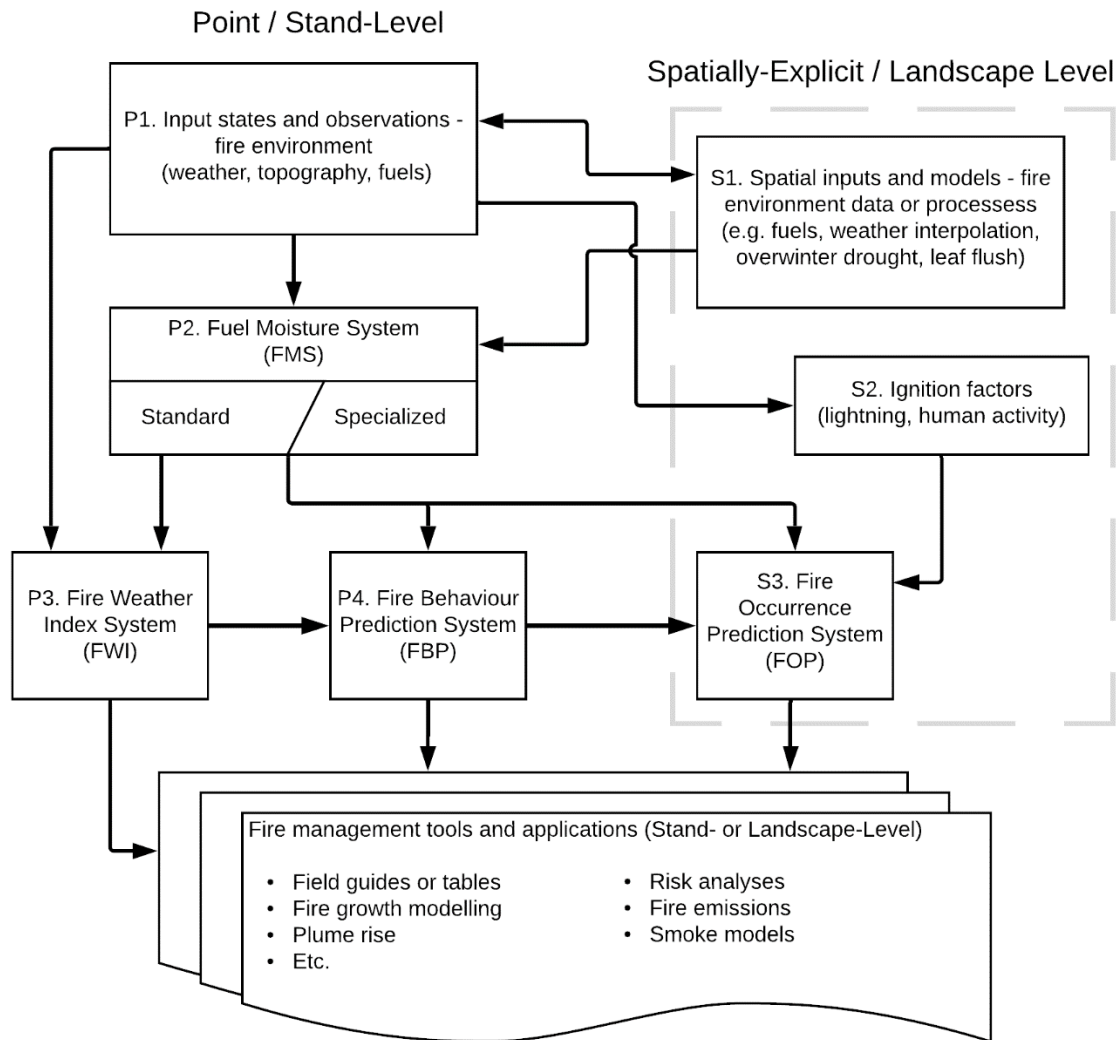 Point / Stand-Level
Spatially-Explicit / Landscape Level
P1. Input states and observations -
fire environment
(weather, topography, fuels)
S1. Spatial inputs and models - fire
environment data or processess
(e.g. fuels, weather interpolation,
overwinter drought, leaf flush)
P2. Fuel Moisture System
(FMS)
Standard
Specialized
S2. Ignition factors
(lightning, human activity)
P3. Fire Weather
Index System
(FWI)
P4. Fire Behaviour
Prediction System
(FBP)
S3. Fire
Occurrence
Prediction System
(FOP)
Fire management tools and applications (Stand- or Landscape-Level)
• Field guides or tables
• Fire growth modelling
• Plume rise
• Etc.
• Risk analyses
• Fire emissions
• Smoke models